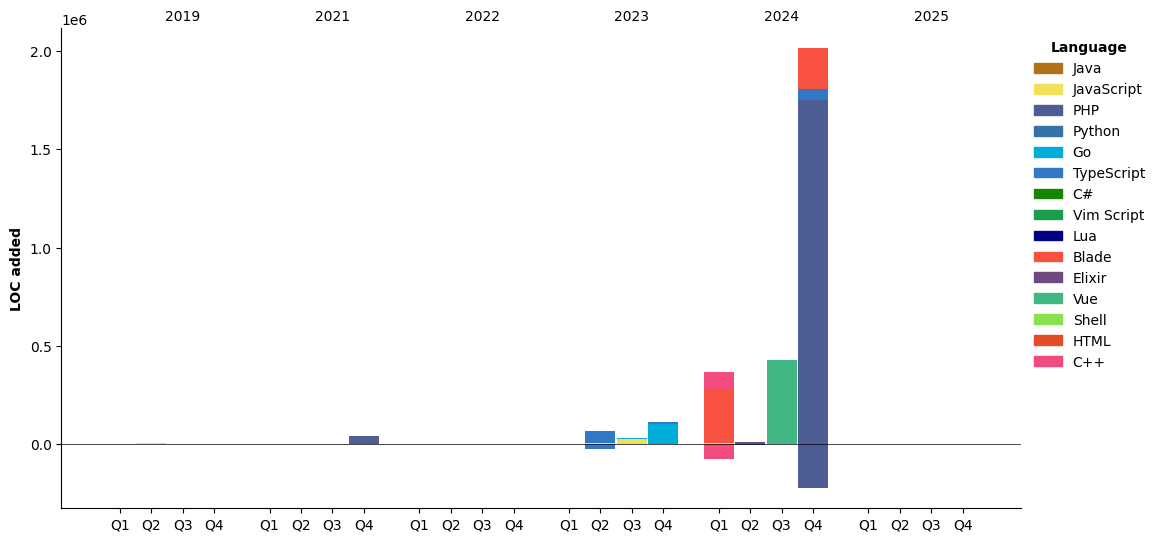 1e6
2019 2021 2022 2023 2024 2025
2.0
1.5
1.0
0.5
0.0
LOC added
Q1 Q2 Q3 Q4 Q1 Q2 Q3 Q4 Q1 Q2 Q3 Q4 Q1 Q2 Q3 Q4 Q1 Q2 Q3 Q4 Q1 Q2 Q3 Q4
Language
Java
JavaScript
PHP
Python
Go
TypeScript
C#
Vim Script
Lua
Blade
Elixir
Vue
Shell
HTML
C++